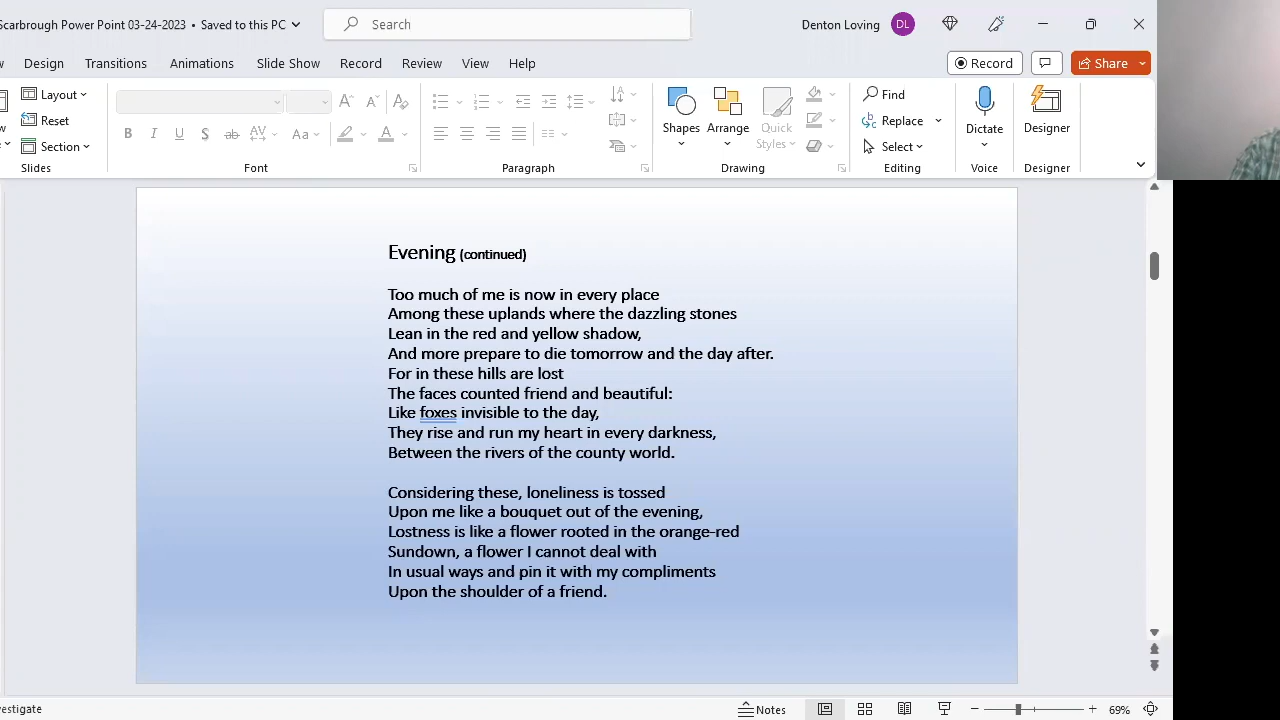 Scarbrough Power Point 03-24-2023 • Saved to this PC
Search
Denton Loving
DL
Design
Transitions
Animations
Slide Show
Record
Review
View
Help
Record
Share
Layout
Reset
Section
Slides
B I U S ab AV Aa A
Font
Paragraph
Shapes
Arrange
Quick
Styles
Drawing
Find
Replace
Select
Editing
Dictate
Voice
Designer
Designer
Evening (continued)
Too much of me is now in every place
Among these uplands where the dazzling stones
Lean in the red and yellow shadow,
And more prepare to die tomorrow and the day after.
For in these hills are lost
The faces counted friend and beautiful:
Like foxes invisible to the day,
They rise and run my heart in every darkness,
Between the rivers of the county world.
Considering these, loneliness is tossed
Upon me like a bouquet out of the evening,
Lostness is like a flower rooted in the orange-red
Sundown, a flower I cannot deal with
In usual ways and pin it with my compliments
Upon the shoulder of a friend.
Notes
69%